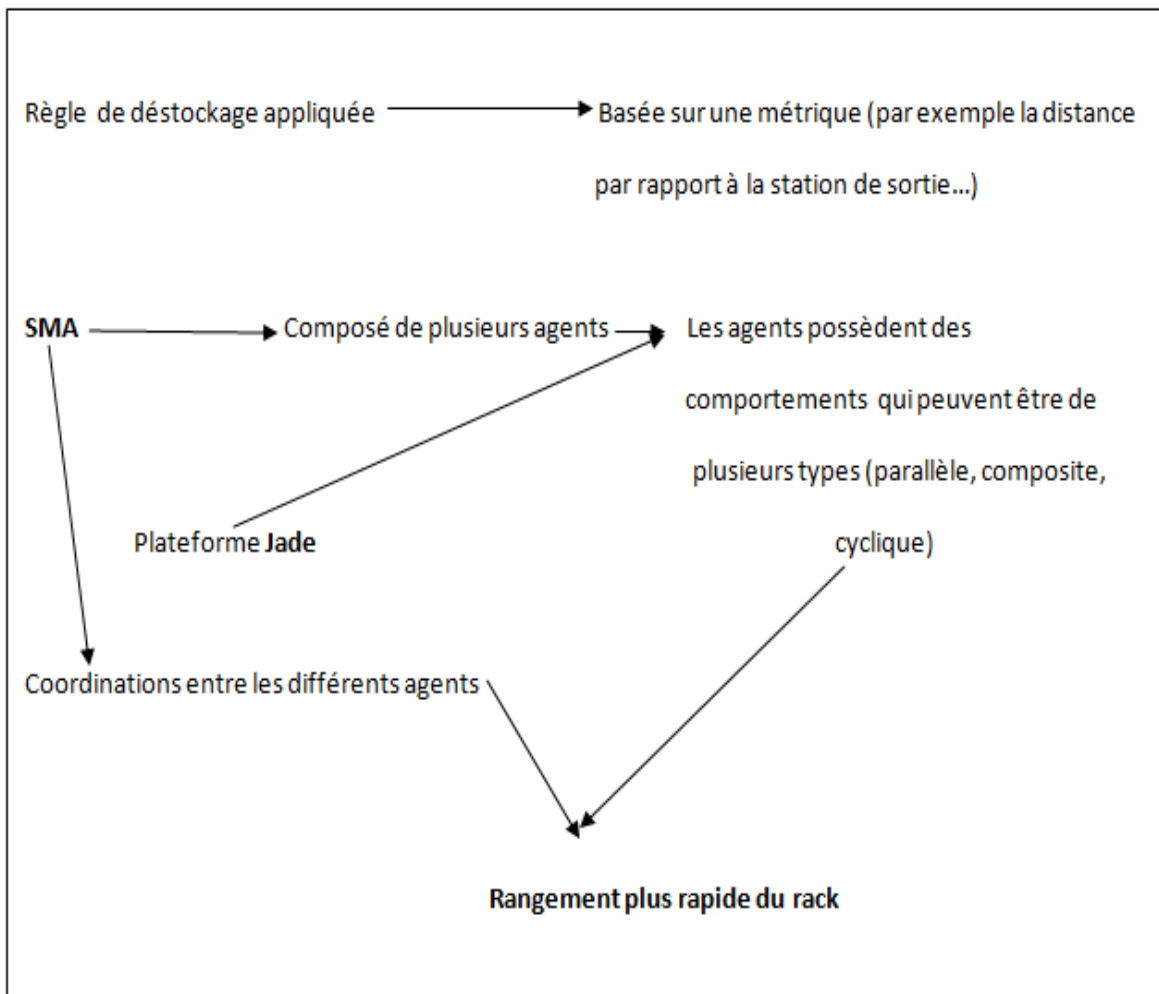 Règle de déstockage appliquée
Basée sur une métrique (par exemple la distance
par rapport à la station de sortie...)
SMA
Composé de plusieurs agents
Les agents possèdent des
comportements qui peuvent être de
plusieurs types (parallèle, composite,
cyclique)
Plateforme Jade
Coordinations entre les différents agents
Rangement plus rapide du rack